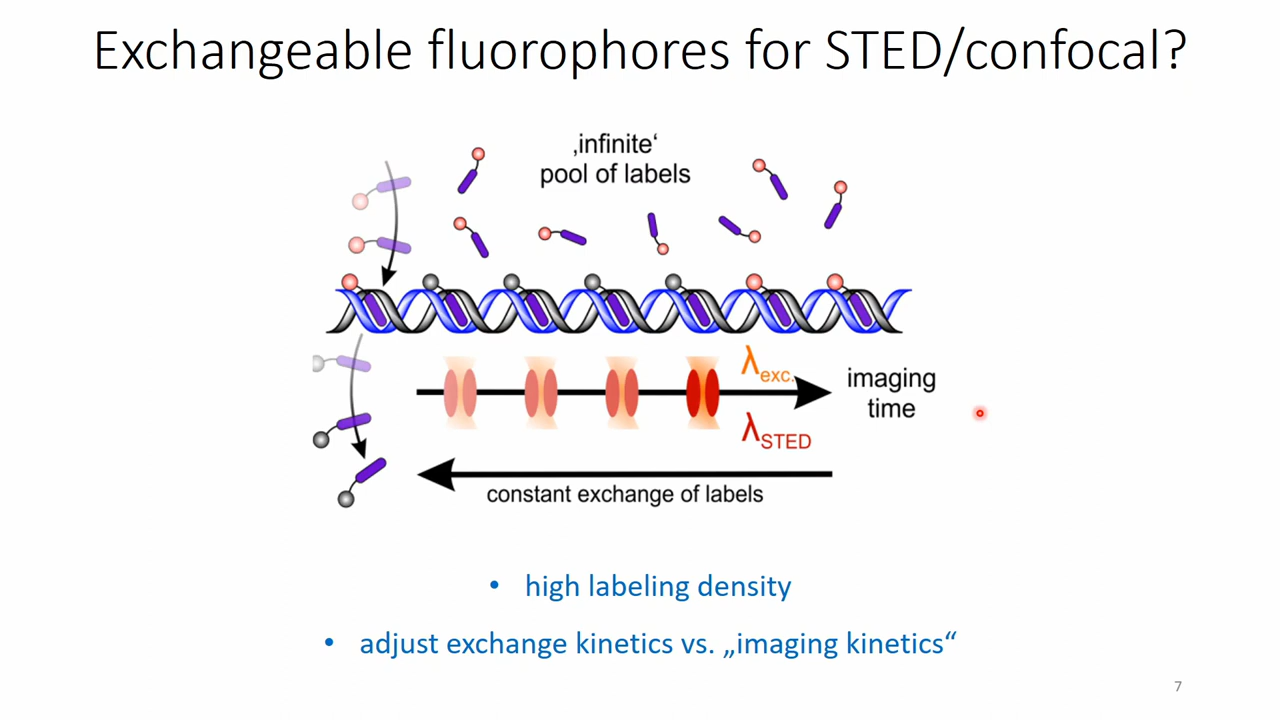 Exchangeable fluorophores for STED/confocal?
‚infinite‘
pool of labels
λexc.
imaging
time
λSTED
constant exchange of labels
• high labeling density
• adjust exchange kinetics vs. „imaging kinetics“
7